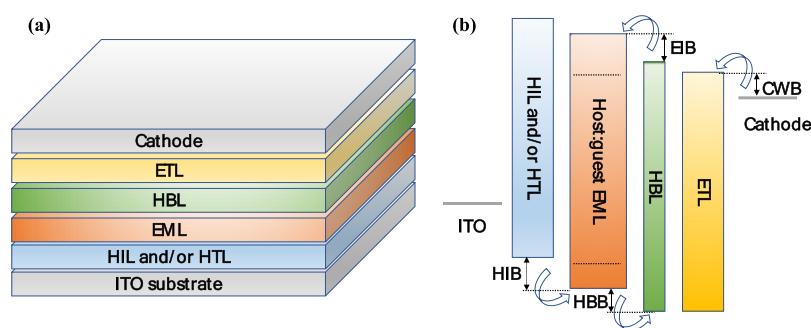 (a)
Cathode
ETL
HBL
EML
HIL and/or HTL
ITO substrate
(b)
EIB
CWB
Cathode
HIL and/or HTL
Host:guest EML
HBL
ETL
ITO
HIB
HBB